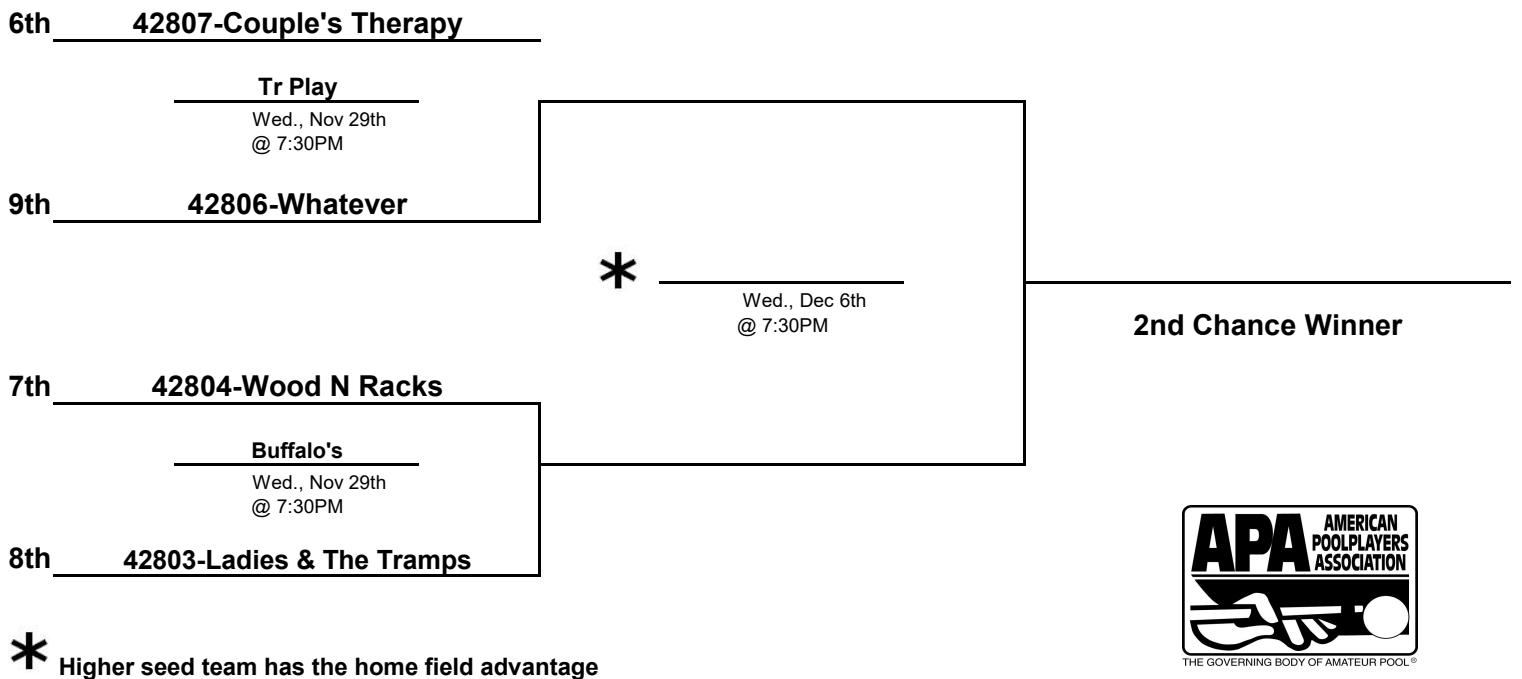 6th 42807-Couple's Therapy
Tr Play
Wed., Nov 29th
@ 7:30PM
9th 42806-Whatever
* 
Wed., Dec 6th
@ 7:30PM
2nd Chance Winner
7th 42804-Wood N Racks
Buffalo's
Wed., Nov 29th
@ 7:30PM
8th 42803-Ladies & The Tramps
* Higher seed team has the home field advantage
APA AMERICAN
POOLPLAYERS
ASSOCIATION
THE GOVERNING BODY OF AMATEUR POOL®